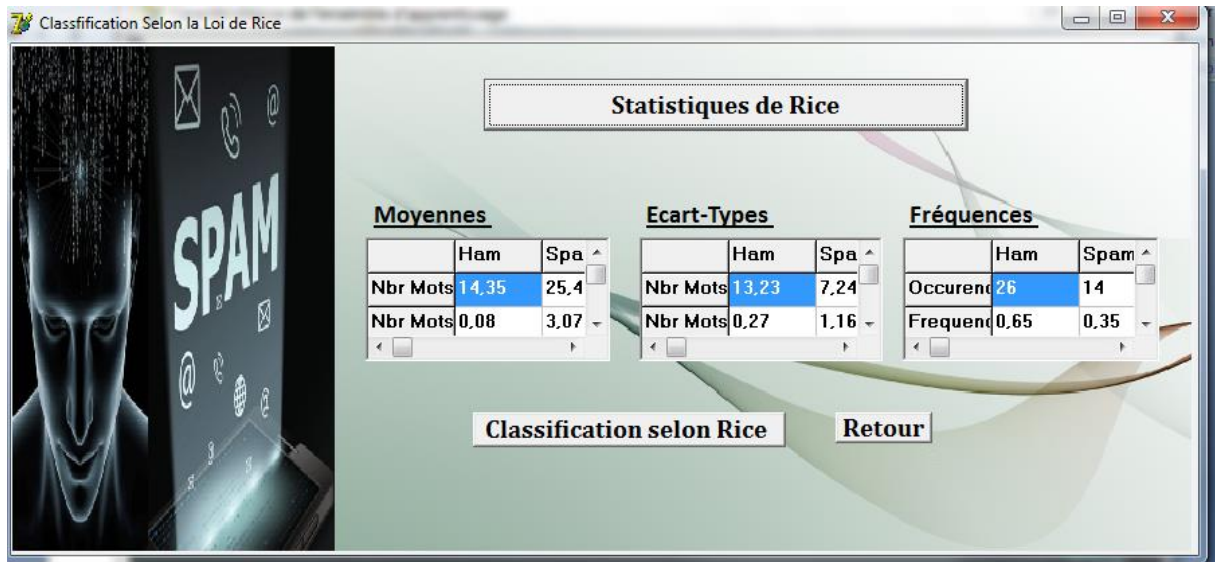 Classfification Selon la Loi de Rice
SPAM
Statistiques de Rice
Moyennes
Ham Spa
Nbr Mots 14,35 25,4
Nbr Mots 0,08 3,07
Ecart-Types
Ham Spa
Nbr Mots 13,23 7,24
Nbr Mots 0,27 1,16
Fréquences
Ham Spam
Occurenc 26 14
Frequenc 0,65 0,35
Classification selon Rice
Retour